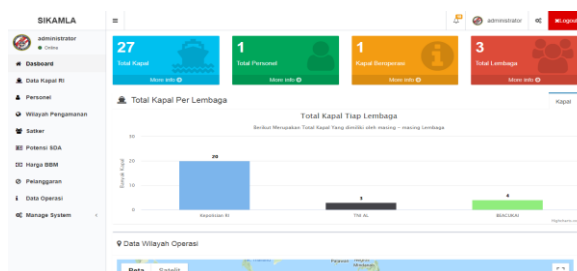 SIKAMLA
administrator
Logout
administrator
Online
Dasboard
Data Kapal RI
Personel
Wilayah Pengamanan
Satker
Potensi SDA
Harga BBM
Pelanggaran
Data Operasi
Manage System
27
Total Kapal
More info
1
Total Personel
More info
1
Kapal Beroperasi
More info
3
Total Lembaga
More info
Total Kapal Per Lembaga
Kapal
Total Kapal Tiap Lembaga
Berikut Merupakan Total Kapal Yang dimiliki oleh masing - masing Lembaga
Banyak Kapal
30
20
10
0
20
3
4
Kepolisian RI
TNI AL
BEACUKAI
Data Wilayah Operasi
Peta
Satelit